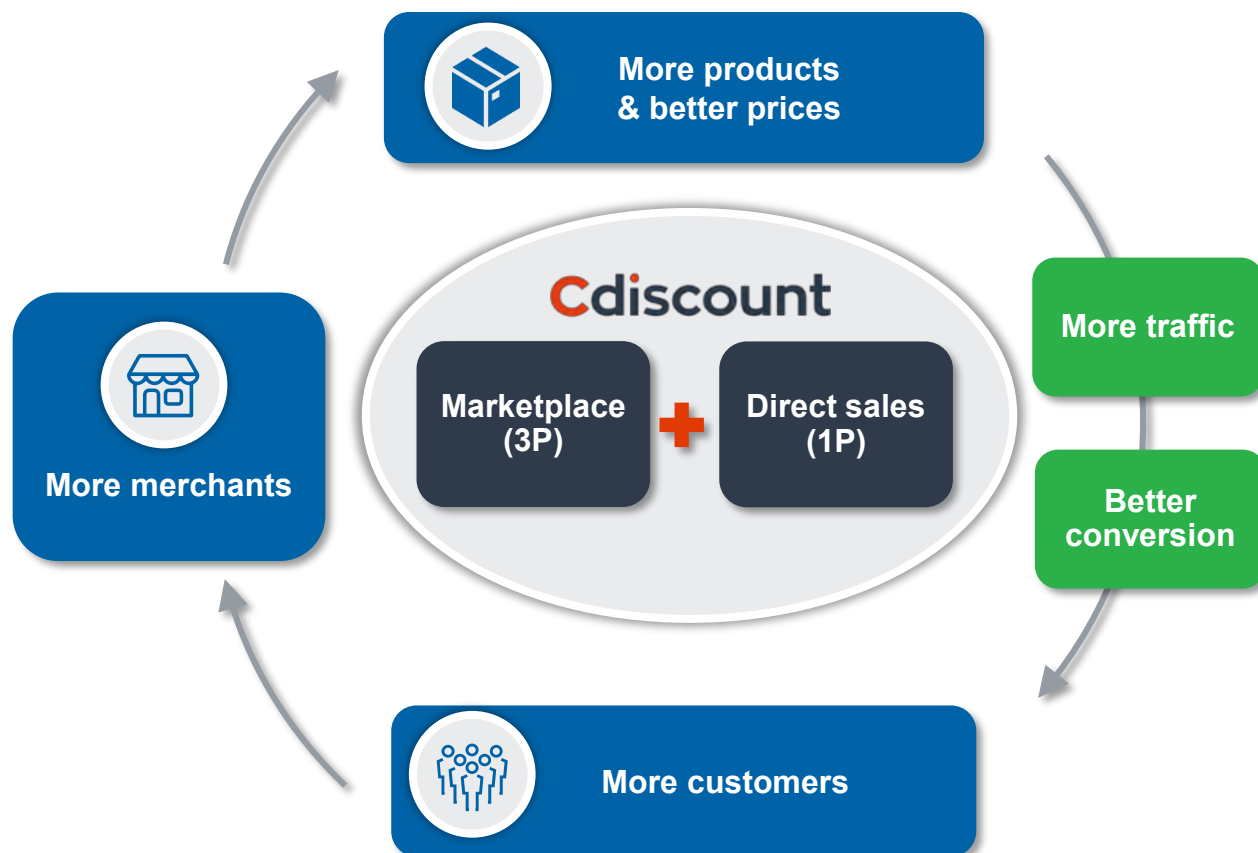 More products
& better prices
Cdiscount
More traffic
Marketplace
(3P)
Direct sales
(1P)
More merchants
Better
conversion
More customers